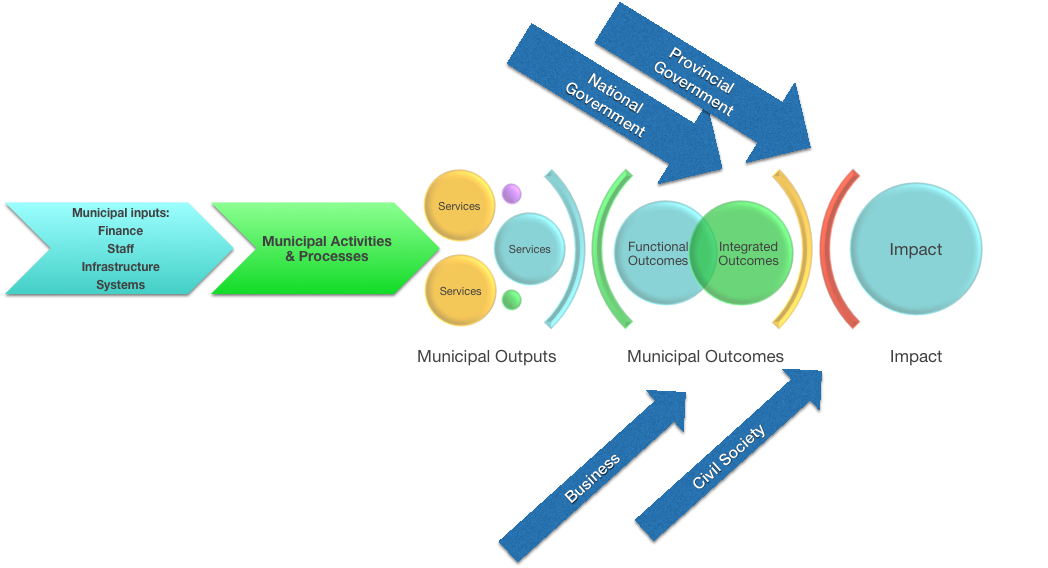 National
Government
Provincial
Government
Municipal inputs:
Finance
Staff
Infrastructure
Systems
Municipal Activities
& Processes
Services
Services
Services
Functional
Outcomes
Integrated
Outcomes
Impact
Municipal Outputs
Municipal Outcomes
Impact
Business
Civil Society